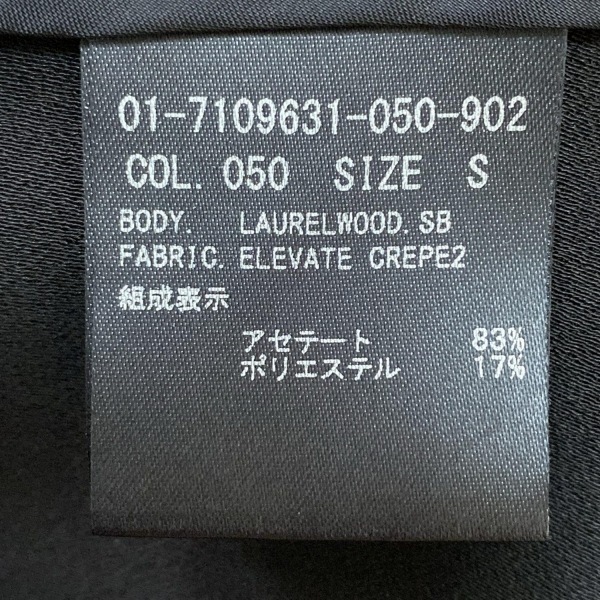 01-7109631-050-902
COL. 050 SIZE S
BODY. LAURELWOOD.SB
FABRIC. ELEVATE CREPE2
組成表示
アセテート 83%
ポリエステル 17%